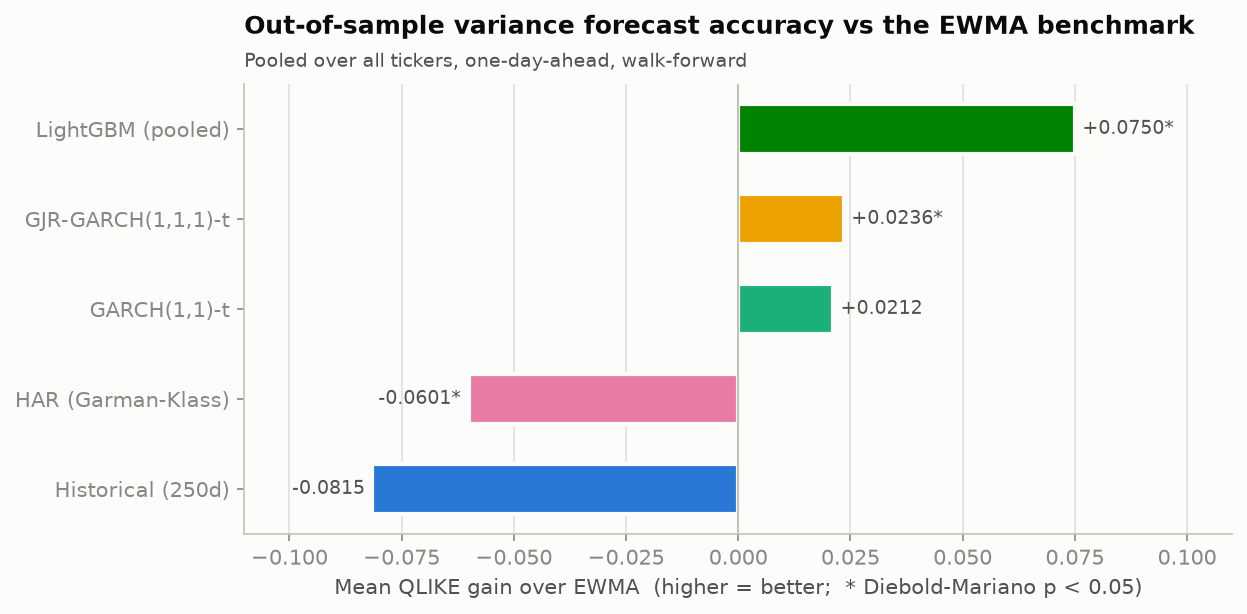 Out-of-sample variance forecast accuracy vs the EWMA benchmark
Pooled over all tickers, one-day-ahead, walk-forward
LightGBM (pooled)
+0.0750*
GJR-GARCH(1,1,1)-t
+0.0236*
GARCH(1,1)-t
+0.0212
HAR (Garman-Klass)
-0.0601*
Historical (250d)
-0.0815
−0.100 −0.075 −0.050 −0.025 0.000 0.025 0.050 0.075 0.100
Mean QLIKE gain over EWMA  (higher = better;  * Diebold-Mariano p < 0.05)